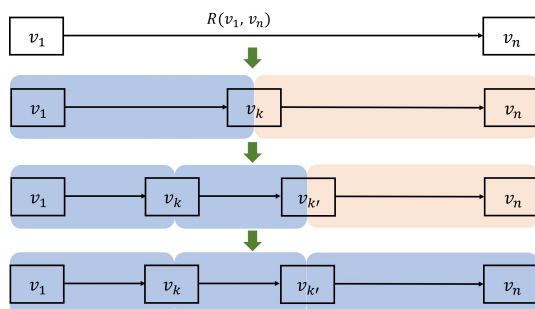 R(v₁, vₙ)
v₁ vₙ
v₁ vₖ vₙ
v₁ vₖ vₖ′ vₙ
v₁ vₖ vₖ′ vₙ